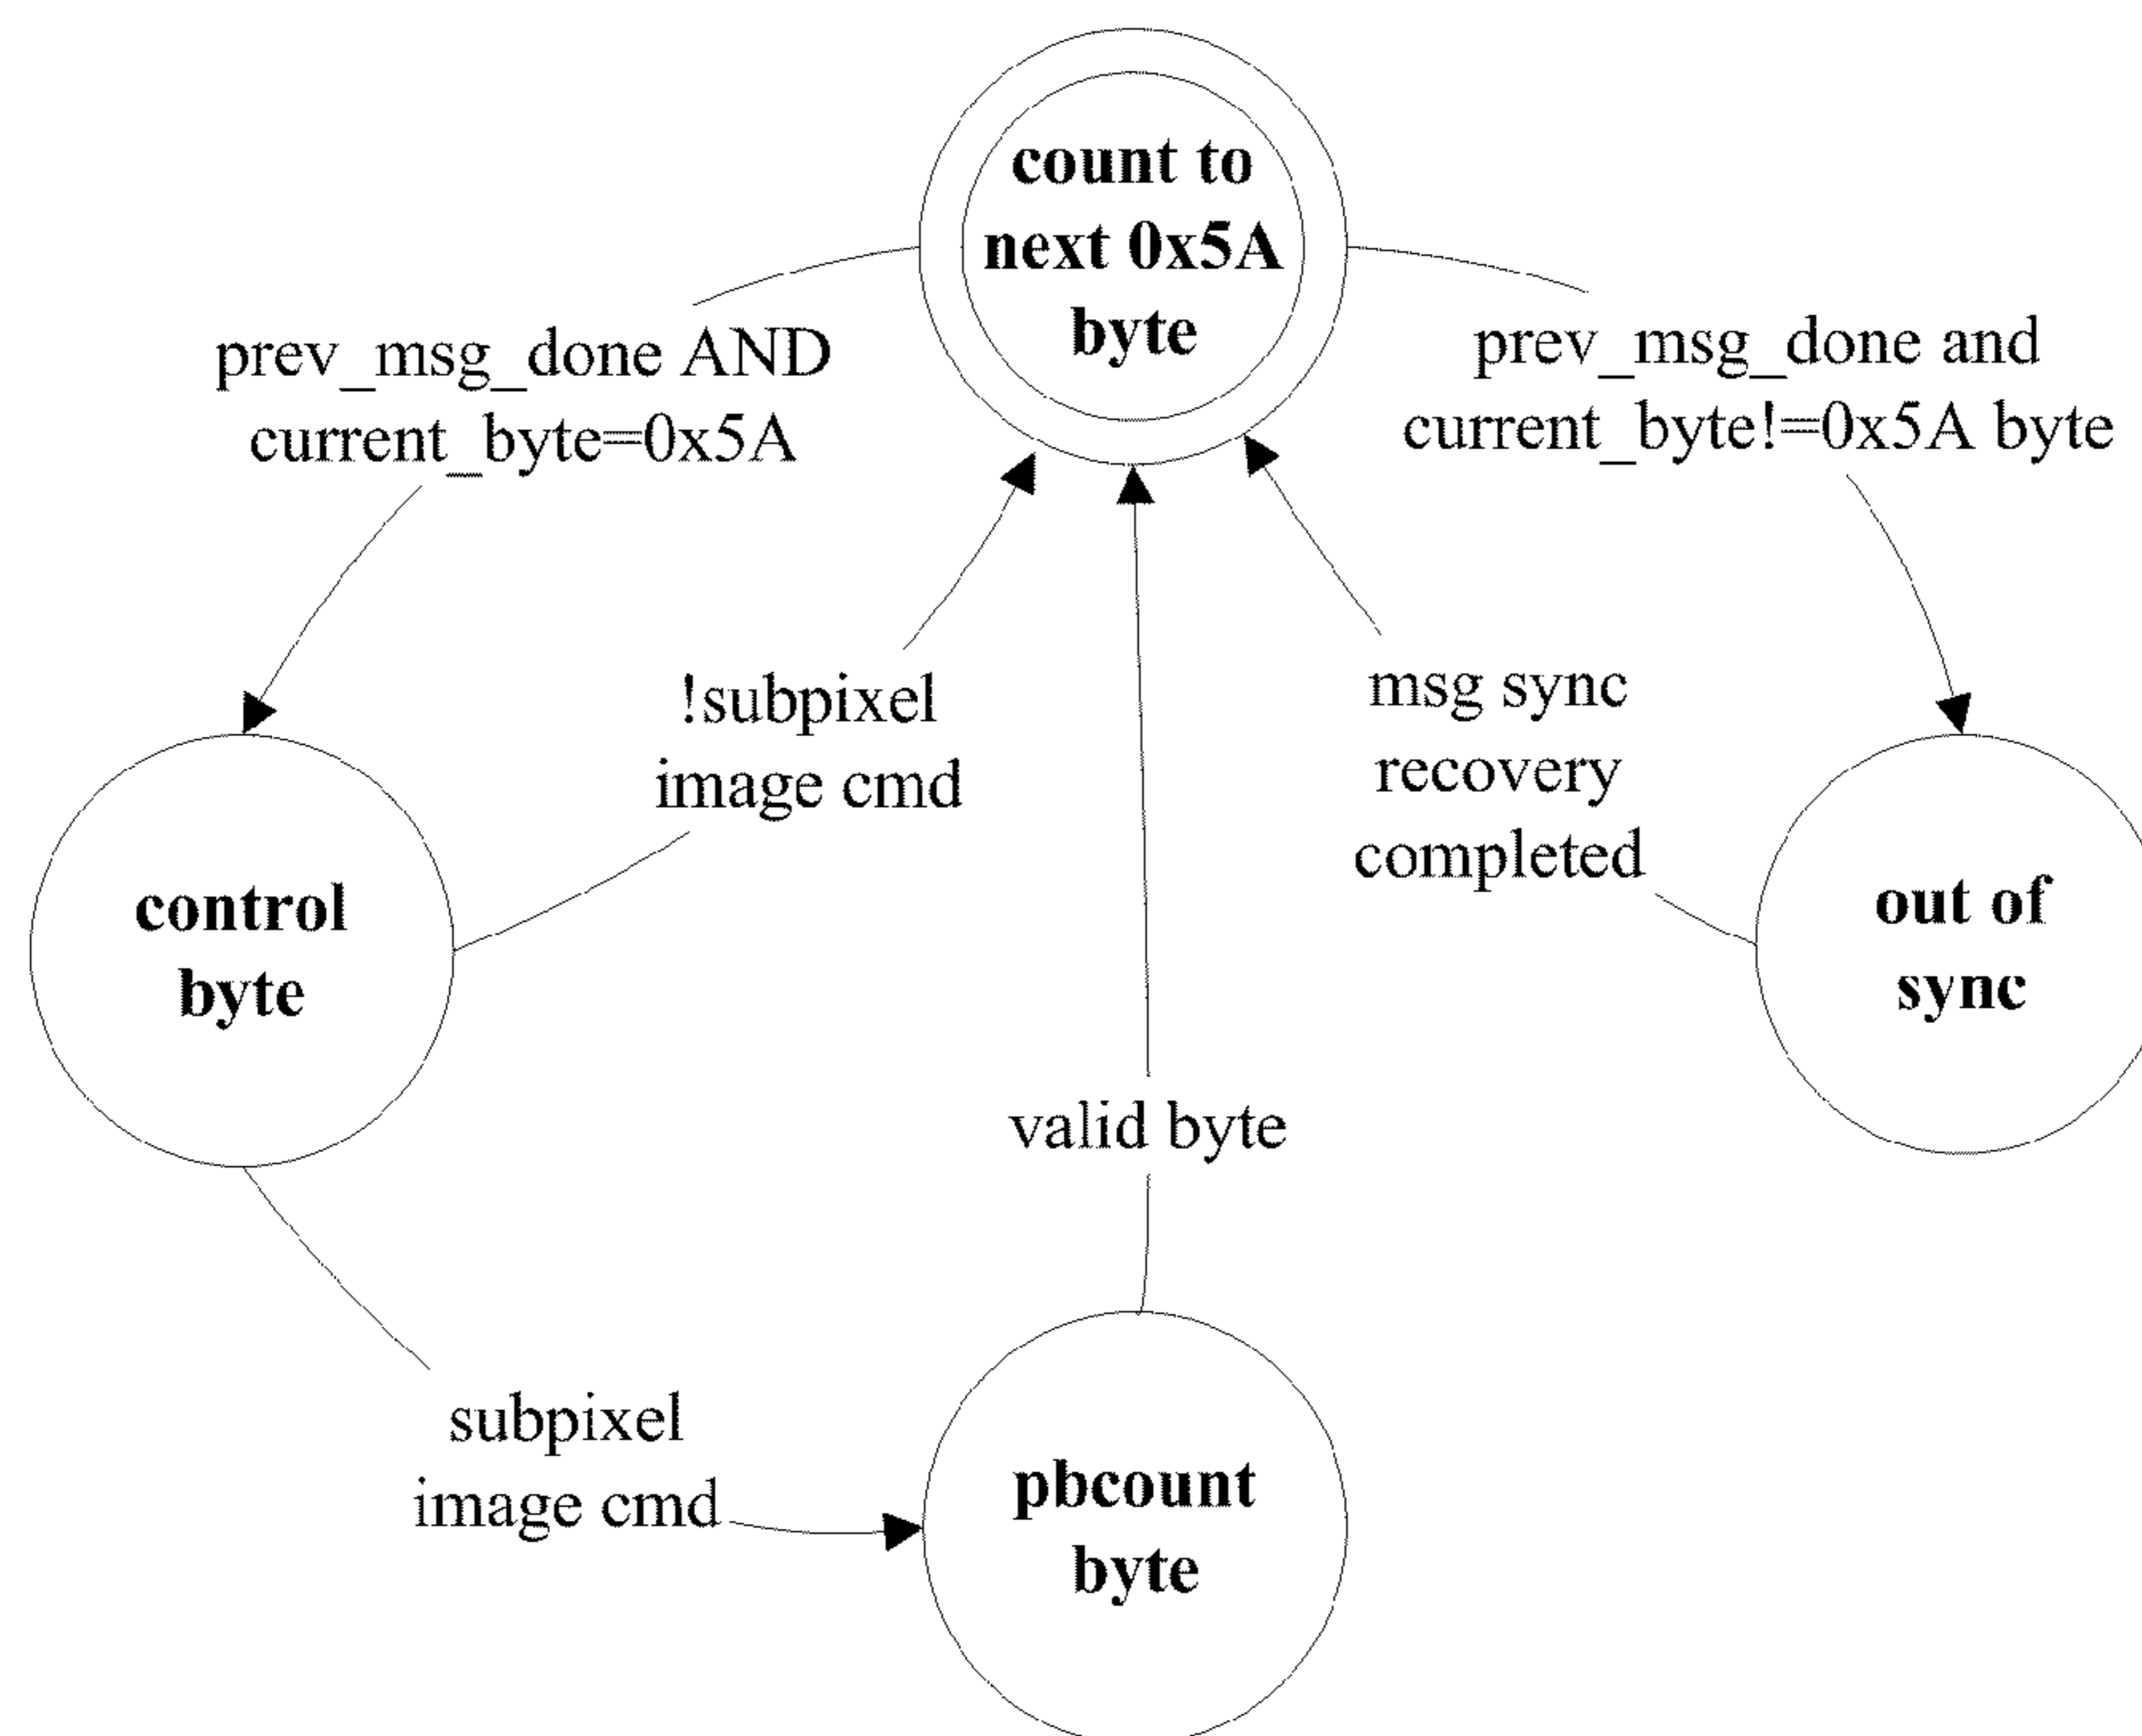 count to
next 0x5A
byte
prev_msg_done AND
current_byte=0x5A
prev_msg_done and
current_byte!=0x5A byte
!subpixel
image cmd
msg sync
recovery
completed
control
byte
out of
sync
valid byte
subpixel
image cmd
pbcount
byte